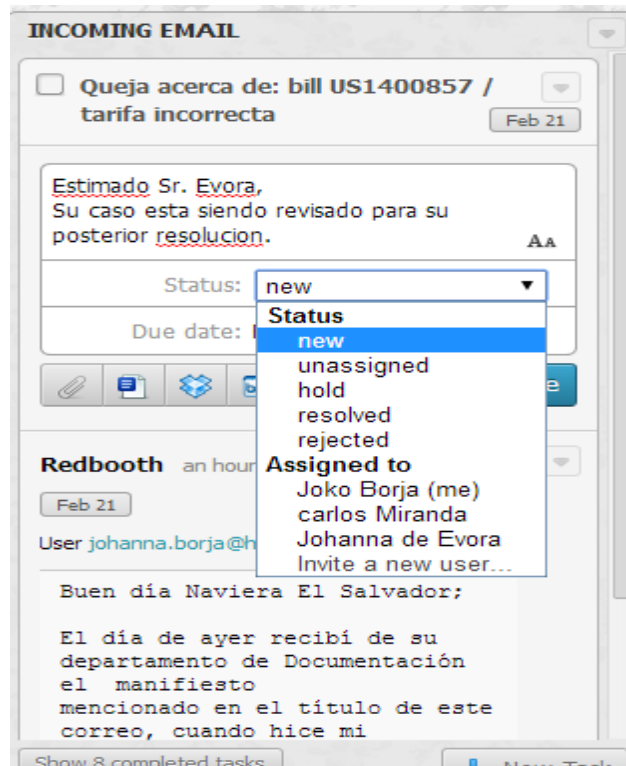 INCOMING EMAIL
Queja acerca de: bill US1400857 /
tarifa incorrecta
Feb 21
Estimado Sr. Evora,
Su caso esta siendo revisado para su
posterior resolucion.
AA
Status: new
Due date:
Status
new
unassigned
hold
resolved
rejected
Assigned to
Joko Borja (me)
carlos Miranda
Johanna de Evora
Invite a new user...
Redbooth an hour
Feb 21
User johanna.borja@h
Buen día Naviera El Salvador;
El día de ayer recibí de su
departamento de Documentación
el manifiesto
mencionado en el título de este
correo, cuando hice mi
Show 8 completed tasks
New Task